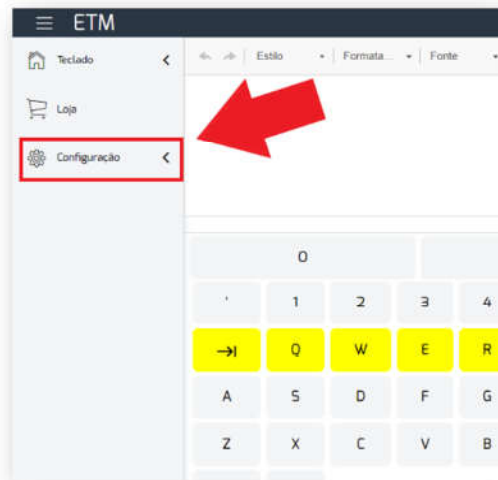 ETM
Teclado
Estilo Formata... Fonte
Loja
Configuração
0
' 1 2 3 4
Q W E R
A S D F G
Z X C V B